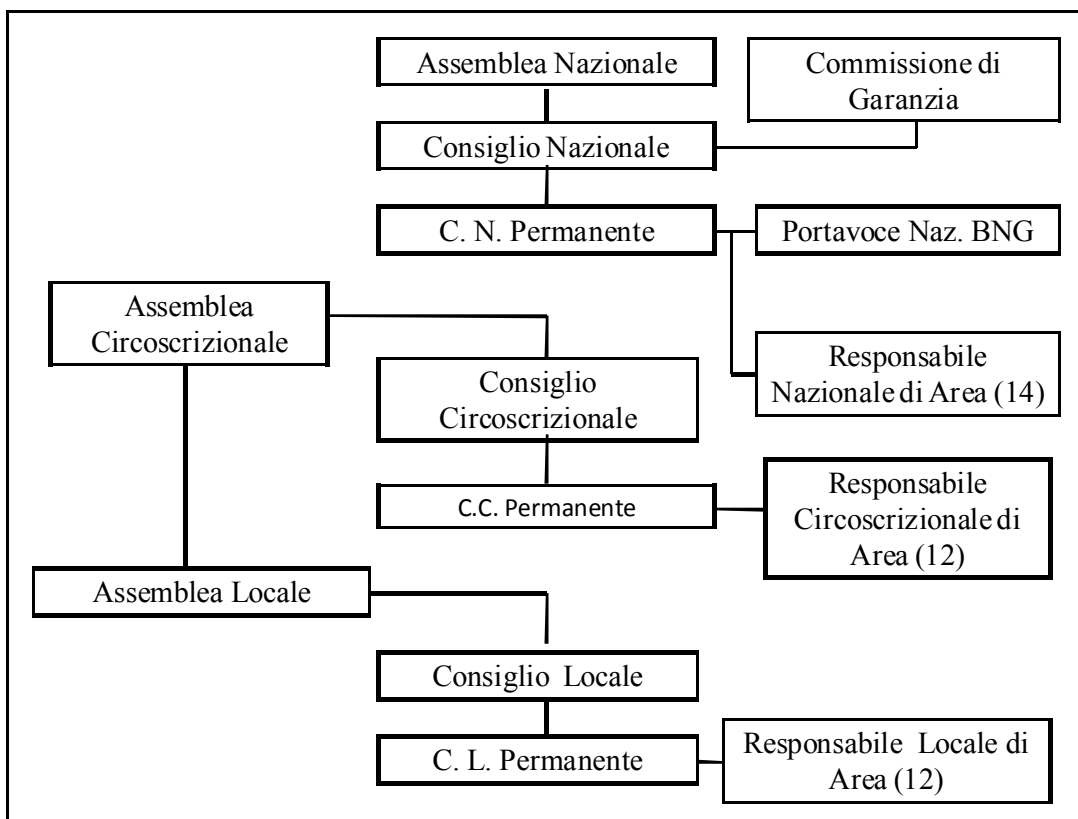 Assemblea Nazionale
Commissione di
Garanzia
Consiglio Nazionale
C. N. Permanente
Portavoce Naz. BNG
Assemblea
Circoscrizionale
Responsabile
Nazionale di Area (14)
Consiglio
Circoscrizionale
C.C. Permanente
Responsabile
Circoscrizionale di
Area (12)
Assemblea Locale
Consiglio Locale
C. L. Permanente
Responsabile Locale di
Area (12)